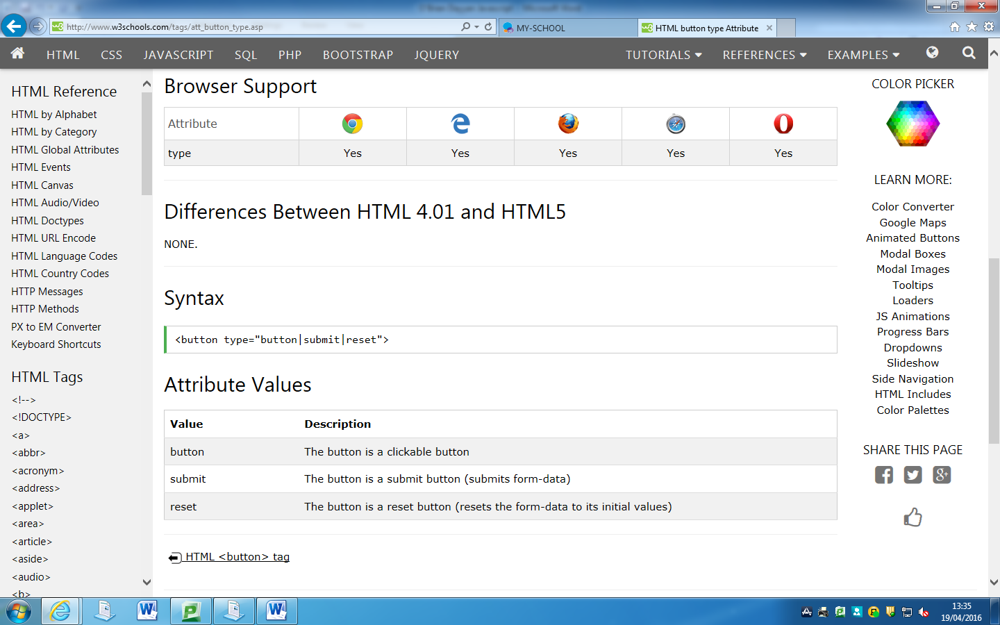 http://www.w3schools.com/tags/att_button_type.asp
MY-SCHOOL
HTML button type Attribute
HTML CSS JAVASCRIPT SQL PHP BOOTSTRAP JQUERY TUTORIALS REFERENCES EXAMPLES
HTML Reference
HTML by Alphabet
HTML by Category
HTML Global Attributes
HTML Events
HTML Canvas
HTML Audio/Video
HTML Doctypes
HTML URL Encode
HTML Language Codes
HTML Country Codes
HTTP Messages
HTTP Methods
PX to EM Converter
Keyboard Shortcuts
HTML Tags
<!-->
<!DOCTYPE>
<a>
<abbr>
<acronym>
<address>
<applet>
<area>
<article>
<aside>
<audio>
<b>
Browser Support
Attribute
type Yes Yes Yes Yes Yes
Differences Between HTML 4.01 and HTML5
NONE.
Syntax
<button type="button|submit|reset">
Attribute Values
Value Description
button The button is a clickable button
submit The button is a submit button (submits form-data)
reset The button is a reset button (resets the form-data to its initial values)
HTML <button> tag
COLOR PICKER
LEARN MORE:
Color Converter
Google Maps
Animated Buttons
Modal Boxes
Modal Images
Tooltips
Loaders
JS Animations
Progress Bars
Dropdowns
Slideshow
Side Navigation
HTML Includes
Color Palettes
SHARE THIS PAGE
13:35
19/04/2016